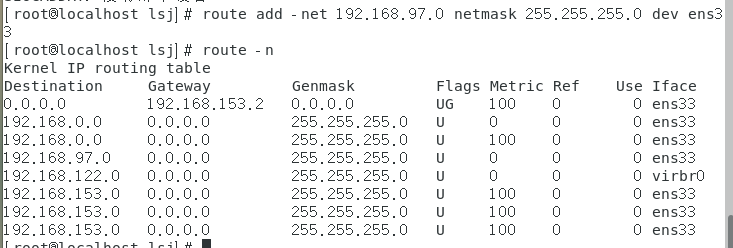 [root@localhost lsj]# route add -net 192.168.97.0 netmask 255.255.255.0 dev ens3
3
[root@localhost lsj]# route -n
Kernel IP routing table
Destination     Gateway         Genmask         Flags Metric Ref    Use Iface
0.0.0.0         192.168.153.2   0.0.0.0         UG    100    0        0 ens33
192.168.0.0     0.0.0.0         255.255.255.0   U     0      0        0 ens33
192.168.0.0     0.0.0.0         255.255.255.0   U     100    0        0 ens33
192.168.97.0    0.0.0.0         255.255.255.0   U     0      0        0 ens33
192.168.122.0   0.0.0.0         255.255.255.0   U     0      0        0 virbr0
192.168.153.0   0.0.0.0         255.255.255.0   U     100    0        0 ens33
192.168.153.0   0.0.0.0         255.255.255.0   U     100    0        0 ens33
192.168.153.0   0.0.0.0         255.255.255.0   U     100    0        0 ens33
[root@localhost lsj]#